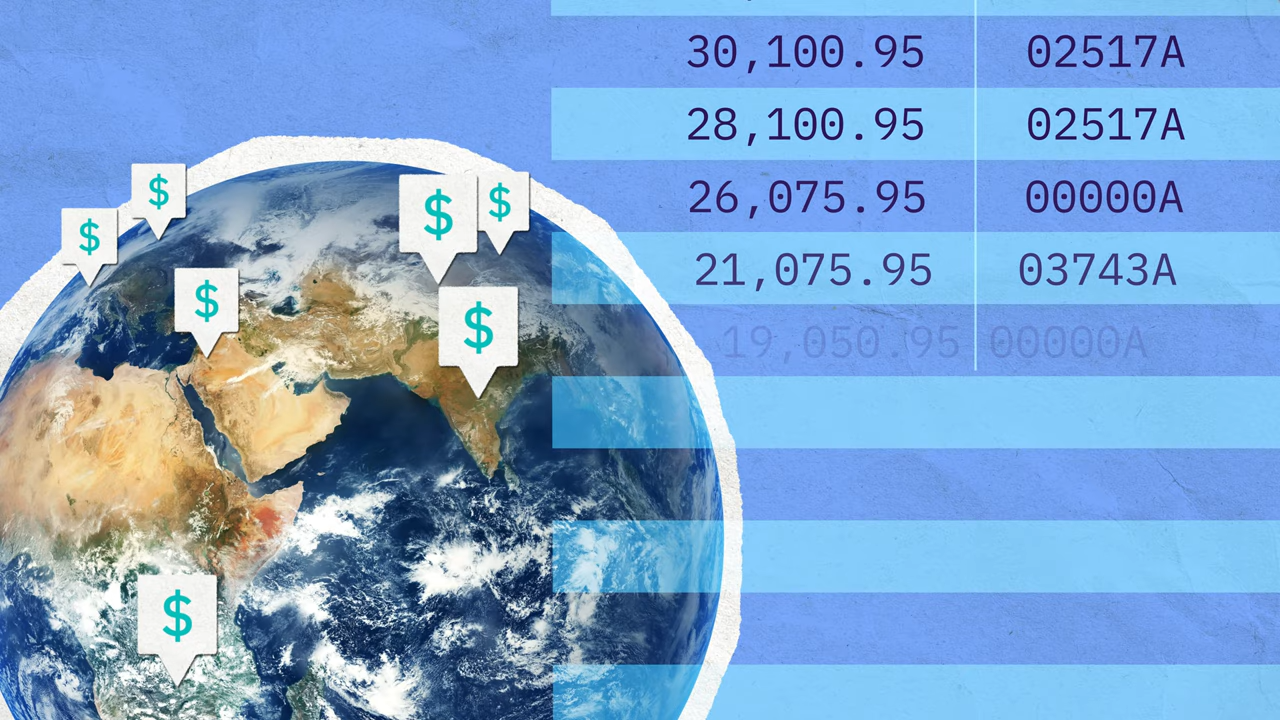 30,100.95 02517A
28,100.95 02517A
26,075.95 00000A
21,075.95 03743A
19,050.95 00000A
$
$
$
$
$
$
$